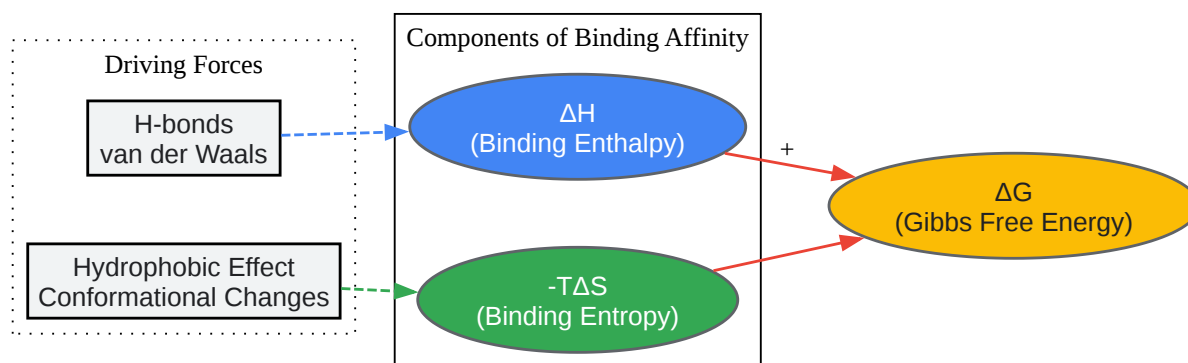 Driving Forces
H-bonds
van der Waals
Hydrophobic Effect
Conformational Changes
Components of Binding Affinity
ΔH
(Binding Enthalpy)
-TΔS
(Binding Entropy)
+
ΔG
(Gibbs Free Energy)